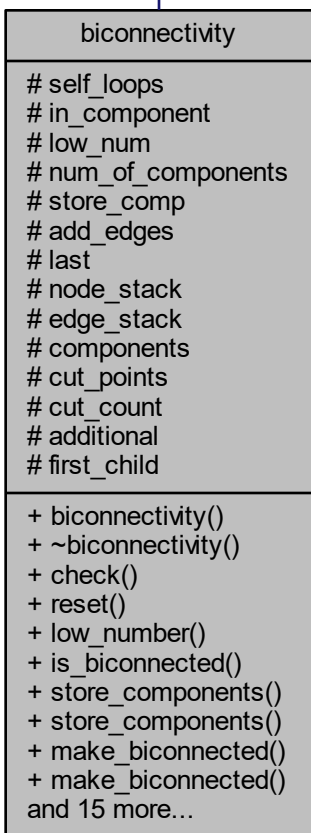 biconnectivity
# self_loops
# in_component
# low_num
# num_of_components
# store_comp
# add_edges
# last
# node_stack
# edge_stack
# components
# cut_points
# cut_count
# additional
# first_child
+ biconnectivity()
+ ~biconnectivity()
+ check()
+ reset()
+ low_number()
+ is_biconnected()
+ store_components()
+ store_components()
+ make_biconnected()
+ make_biconnected()
and 15 more...